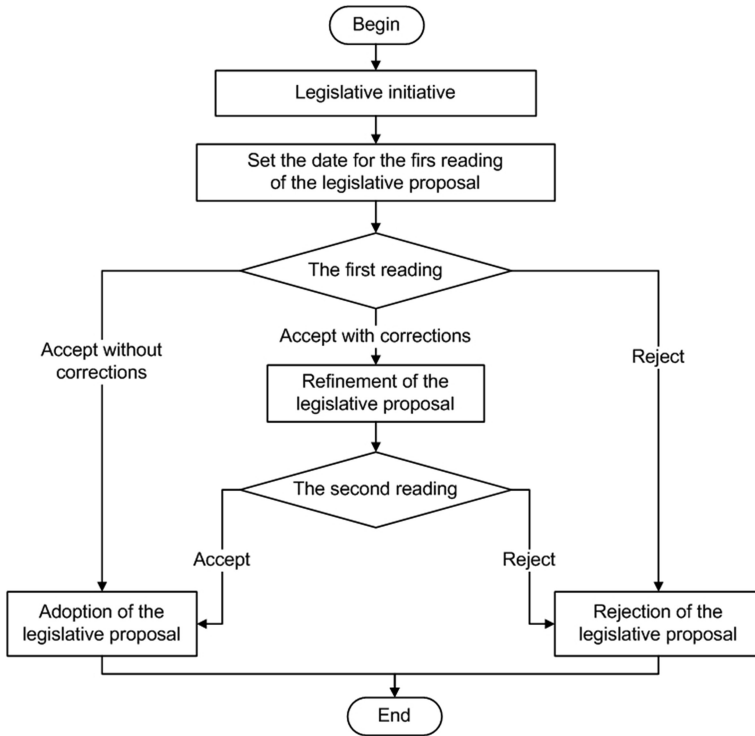 Begin
Legislative initiative
Set the date for the firs reading
of the legislative proposal
The first reading
Accept without
corrections
Accept with corrections
Reject
Refinement of the
legislative proposal
The second reading
Accept
Reject
Adoption of the
legislative proposal
Rejection of the
legislative proposal
End